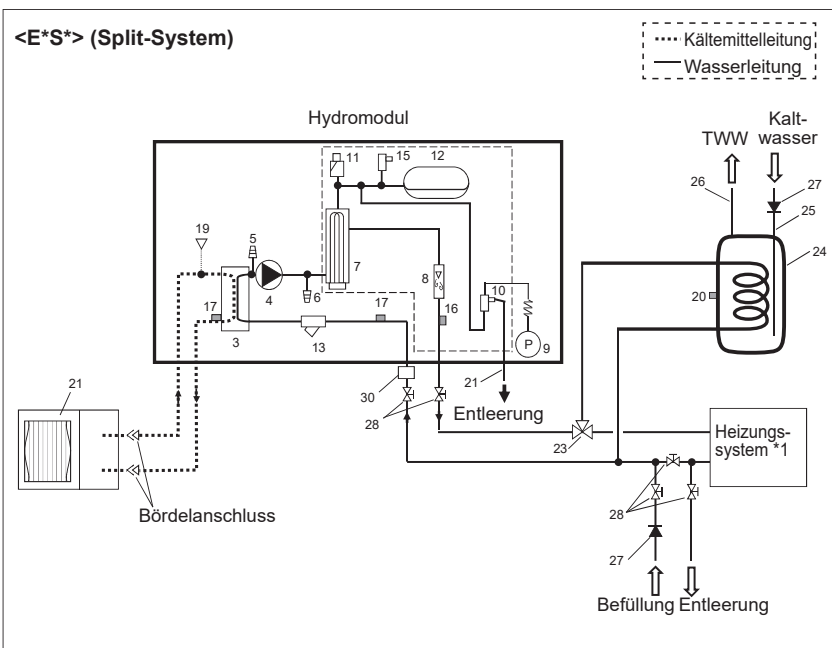 <E*S*> (Split-System)
Kältemittelleitung
Wasserleitung
Hydromodul
Kalt-
wasser
TWW
11
15
12
26
27
25
19
5
24
7
8
10
20
4
6
17
17
16
9
P
3
13
21
30
21
28
Entleerung
23
Heizungs-
system *1
Bördelanschluss
28
27
Befüllung Entleerung